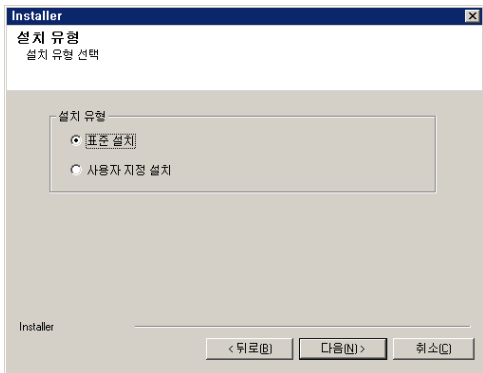 Installer
설치 유형
설치 유형 선택
설치 유형
표준 설치
사용자 지정 설치
Installer
< 뒤로(B)
다음(N) >
취소(C)